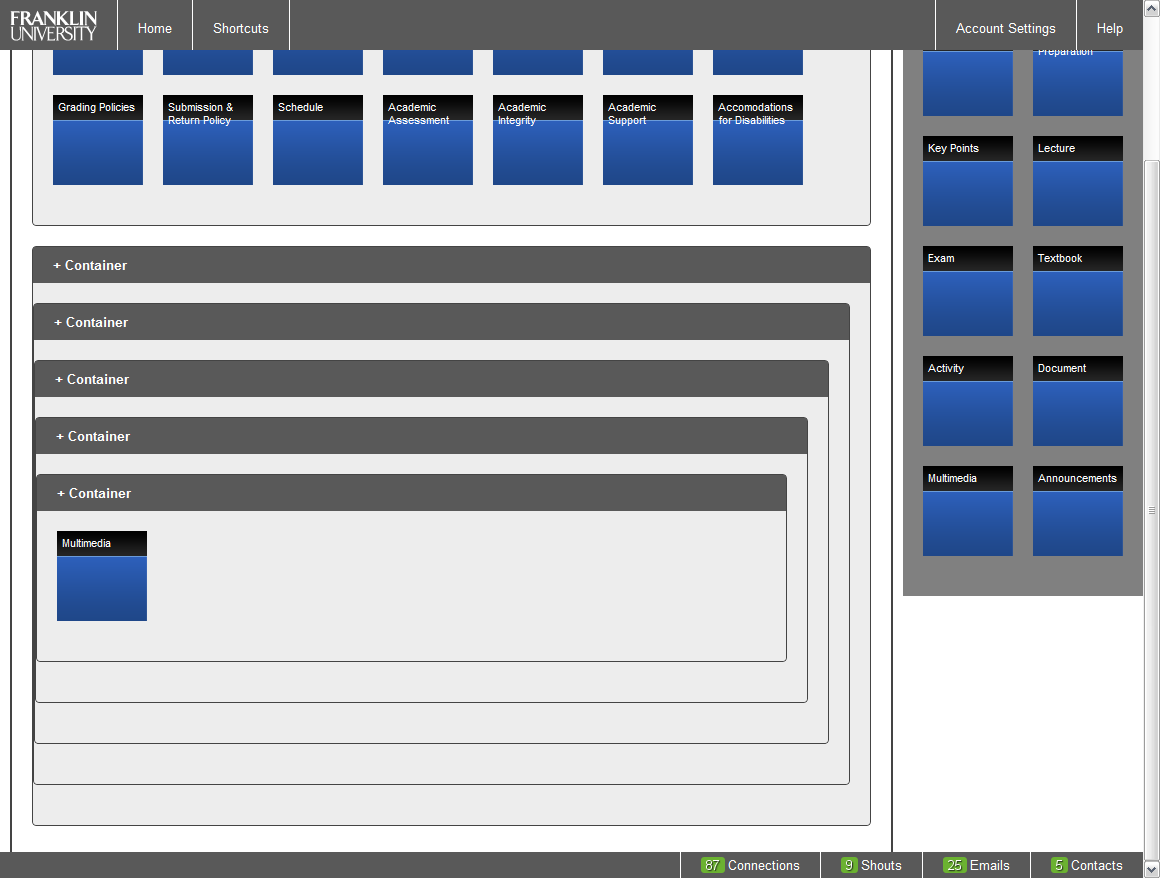 FRANKLIN
UNIVERSITY
Home
Shortcuts
Account Settings
Help
Preparation
Grading Policies
Submission &
Return Policy
Schedule
Academic
Assessment
Academic
Integrity
Academic
Support
Accomodations
for Disabilities
Key Points
Lecture
+ Container
Exam
Textbook
+ Container
+ Container
Activity
Document
+ Container
+ Container
Multimedia
Announcements
Multimedia
87 Connections
9 Shouts
25 Emails
5 Contacts